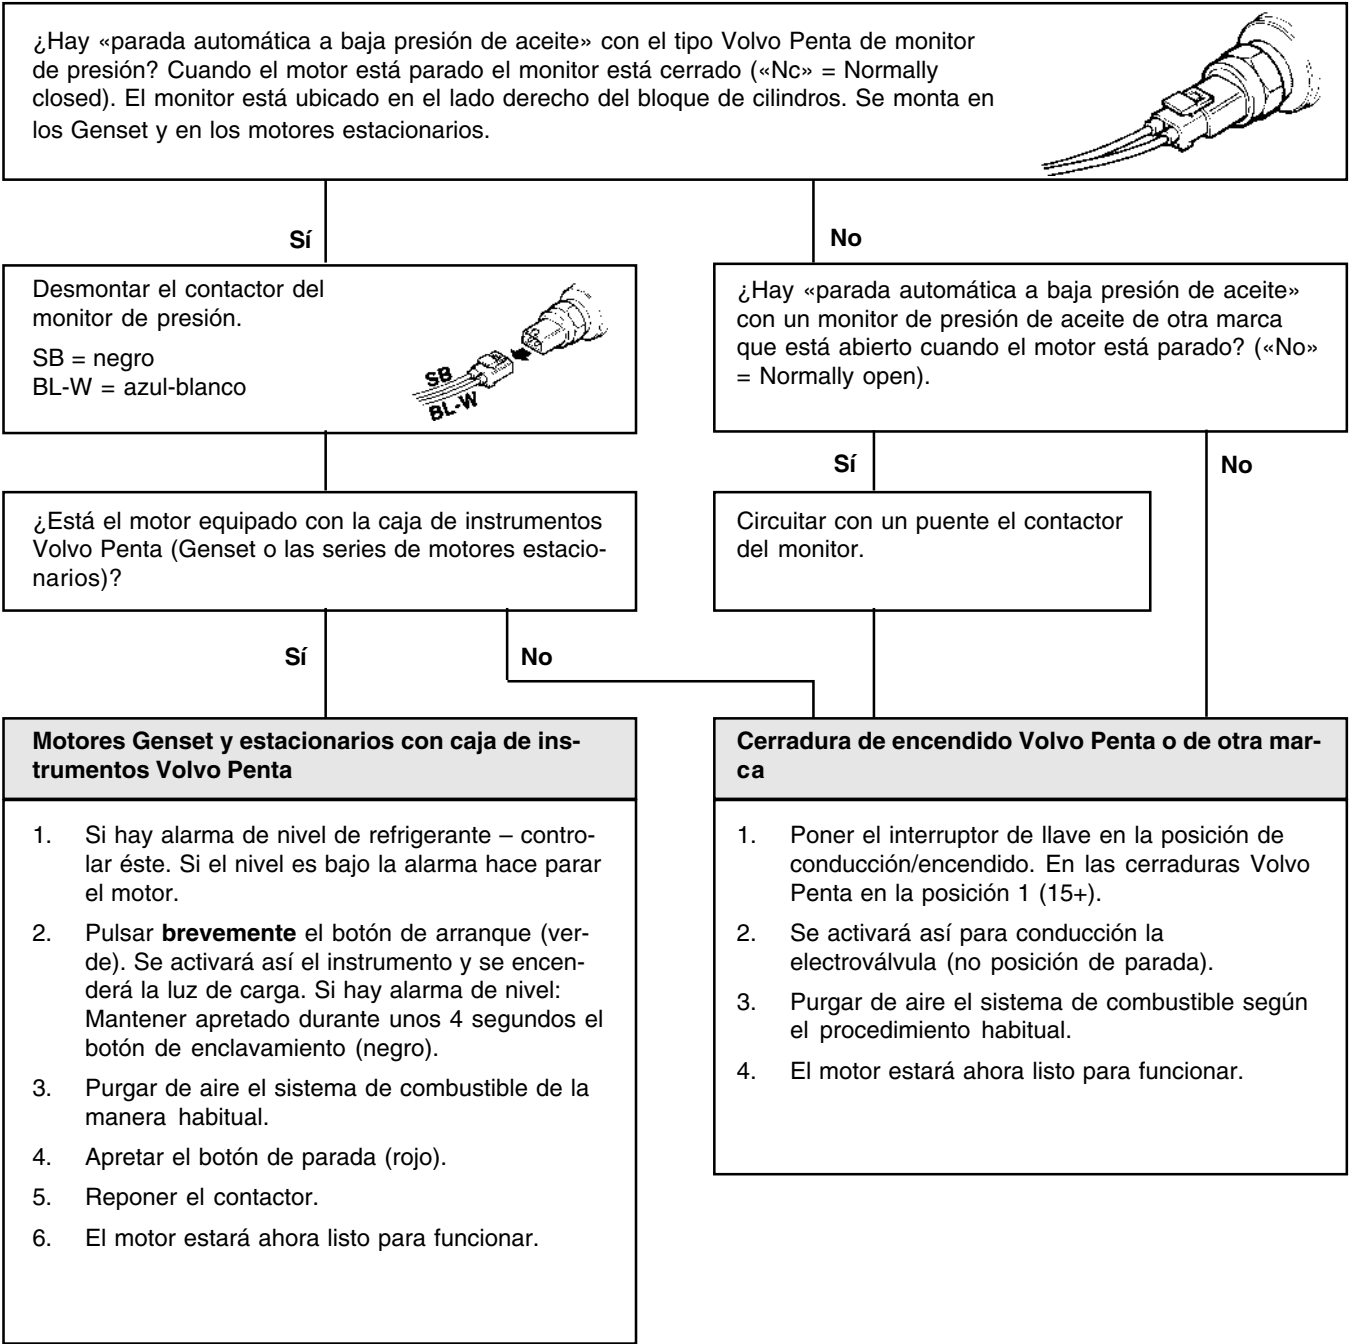 ¿Hay «parada automática a baja presión de aceite» con el tipo Volvo Penta de monitor
de presión? Cuando el motor está parado el monitor está cerrado («Nc» = Normally
closed). El monitor está ubicado en el lado derecho del bloque de cilindros. Se monta en
los Genset y en los motores estacionarios.
Sí
No
Desmontar el contactor del
monitor de presión.
SB = negro
BL-W = azul-blanco
SB
BL-W
¿Hay «parada automática a baja presión de aceite»
con un monitor de presión de aceite de otra marca
que está abierto cuando el motor está parado? («No»
= Normally open).
Sí
No
¿Está el motor equipado con la caja de instrumentos
Volvo Penta (Genset o las series de motores estacio-
narios)?
Circuitar con un puente el contactor
del monitor.
Sí
No
Motores Genset y estacionarios con caja de ins-
trumentos Volvo Penta
1. Si hay alarma de nivel de refrigerante – contro-
lar éste. Si el nivel es bajo la alarma hace parar
el motor.
2. Pulsar brevemente el botón de arranque (ver-
de). Se activará así el instrumento y se encen-
derá la luz de carga. Si hay alarma de nivel:
Mantener apretado durante unos 4 segundos el
botón de enclavamiento (negro).
3. Purgar de aire el sistema de combustible de la
manera habitual.
4. Apretar el botón de parada (rojo).
5. Reponer el contactor.
6. El motor estará ahora listo para funcionar.
Cerradura de encendido Volvo Penta o de otra mar-
ca
1. Poner el interruptor de llave en la posición de
conducción/encendido. En las cerraduras Volvo
Penta en la posición 1 (15+).
2. Se activará así para conducción la
electroválvula (no posición de parada).
3. Purgar de aire el sistema de combustible según
el procedimiento habitual.
4. El motor estará ahora listo para funcionar.